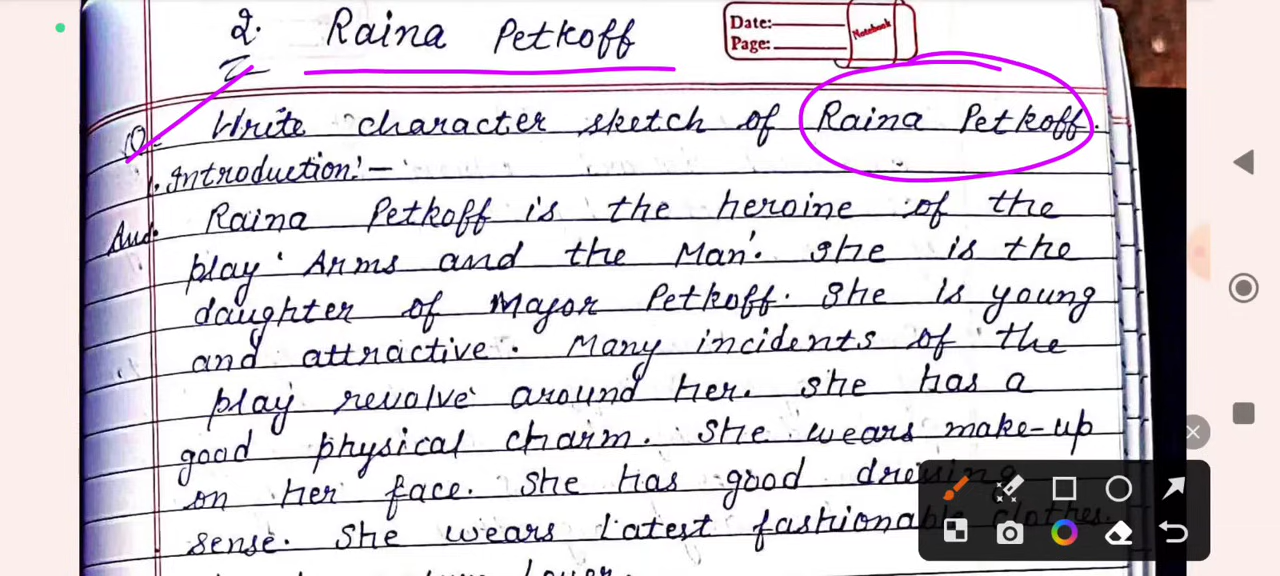 2. Raina Petkoff
Date:
Page:
Notebook
Q. Write character sketch of Raina Petkoff.
Introduction:-
Ans. Raina Petkoff is the heroine of the
play 'Arms and the Man'. She is the
daughter of Major Petkoff. She is young
and attractive. Many incidents of the
play revolve around her. She has a
good physical charm. She wears make-up
on her face. She has good dressing
sense. She wears Latest fashionable clothes.